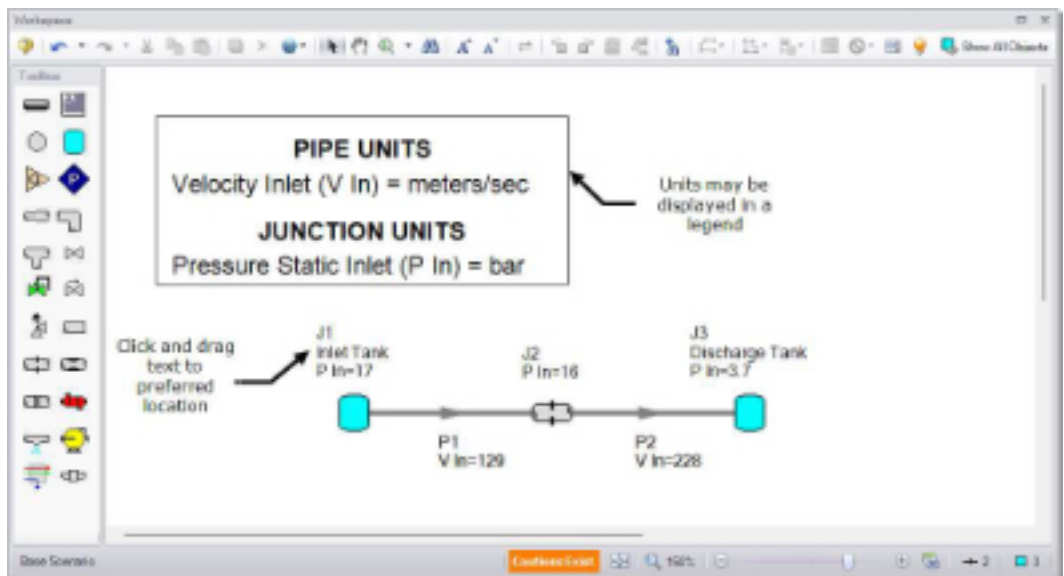 Workspace
Show All Objects
Toolbox
PIPE UNITS
Velocity Inlet (V In) = meters/sec
JUNCTION UNITS
Pressure Static Inlet (P In) = bar
Units may be
displayed in a
legend
Click and drag
text to
preferred
location
J1
Inlet Tank
P In=17
J2
P In=16
J3
Discharge Tank
P In=3.7
P1
V In=129
P2
V In=228
Base Scenario
Cautions Exist
150%
2
3